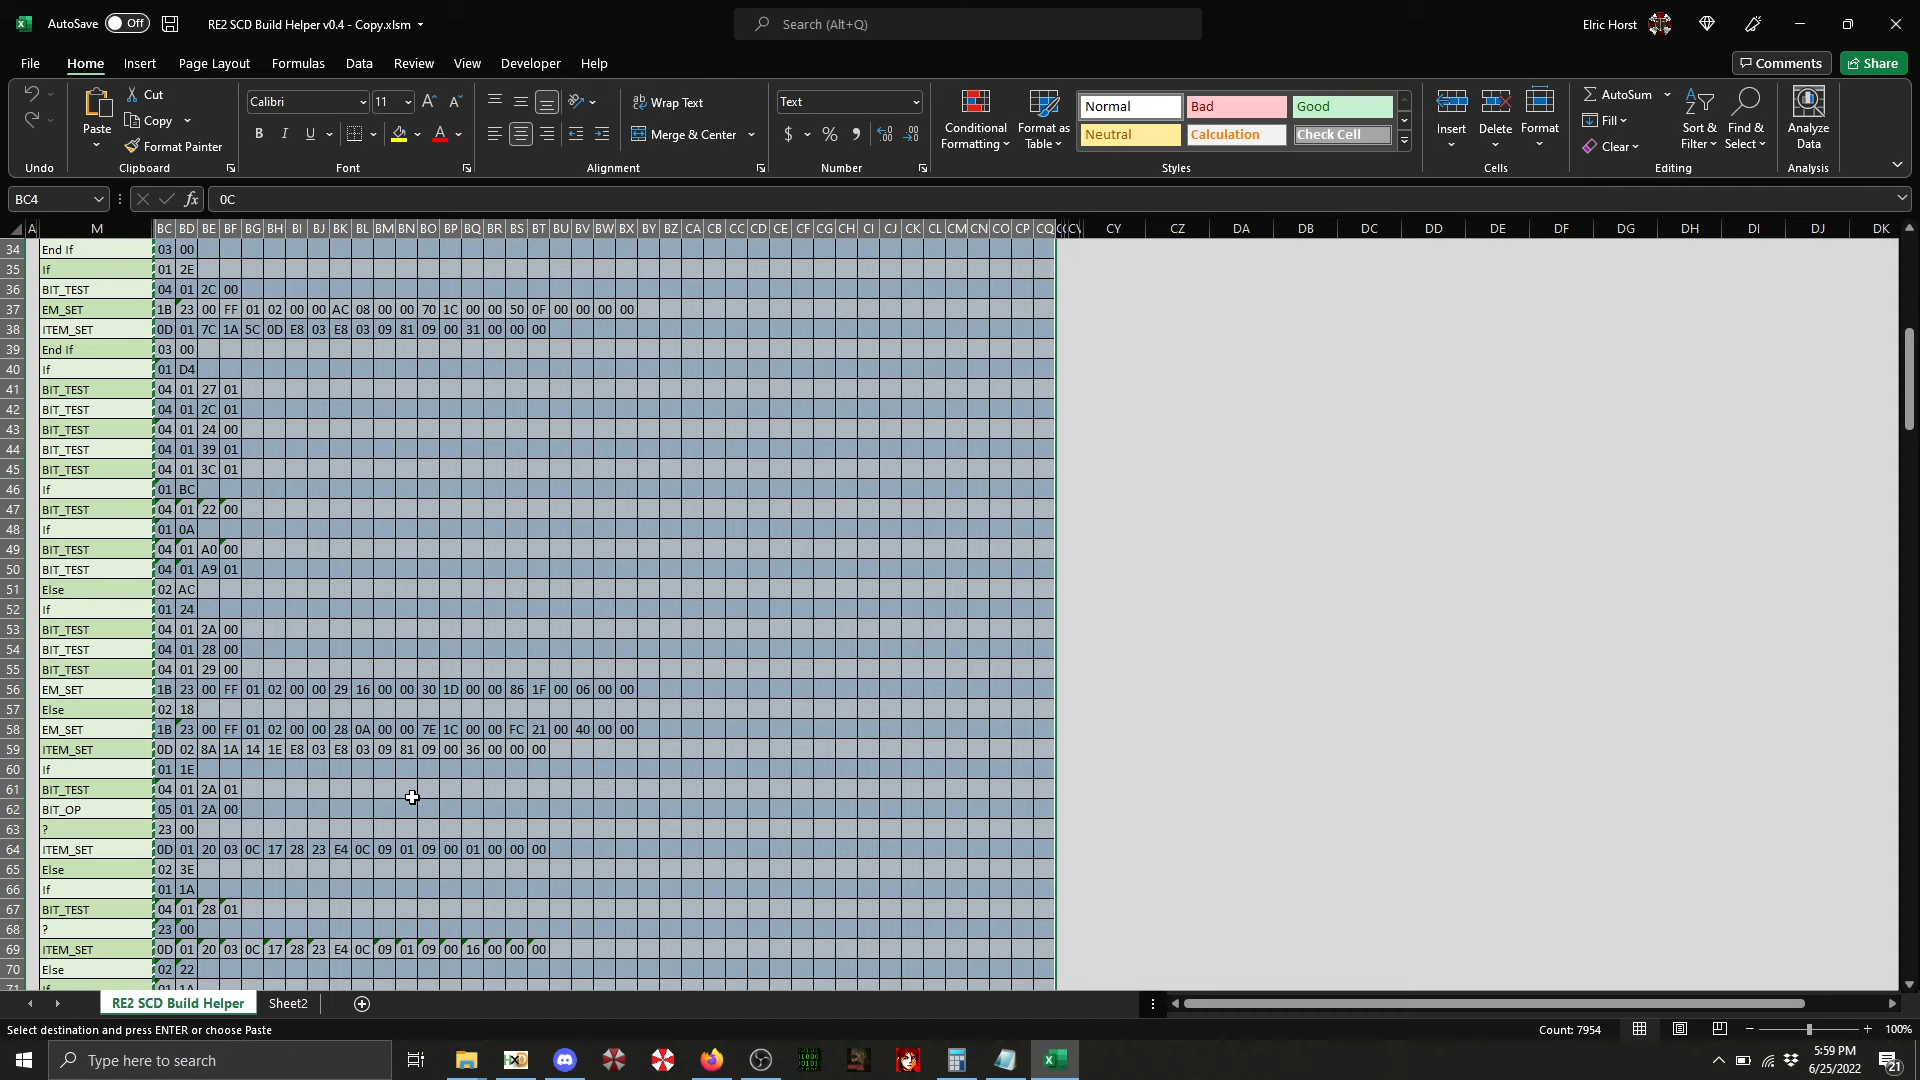 AutoSave Off RE2 SCD Build Helper v0.4 - Copy.xlsm Search (Alt+Q) Elric Horst
File Home Insert Page Layout Formulas Data Review View Developer Help Comments Share
Cut Calibri 11 Wrap Text Text Normal Bad Good AutoSum
Paste Copy B I U Merge & Center $ % Conditional Formatting Format as Table Neutral Calculation Check Cell Insert Delete Format Fill Sort & Filter Find & Select Analyze Data
Format Painter Clear
Undo Clipboard Font Alignment Number Styles Cells Editing Analysis
BC4 fx 0C
A M BC BD BE BF BG BH BI BJ BK BL BM BN BO BP BQ BR BS BT BU BV BW BX BY BZ CA CB CC CD CE CF CG CH CI CJ CK CL CM CN CO CP CQ CY CZ DA DB DC DD DE DF DG DH DI DJ DK
34 End If 03 00
35 If 01 2E
36 BIT_TEST 04 01 2C 00
37 EM_SET 1B 23 00 FF 01 02 00 00 AC 08 00 00 70 1C 00 00 50 0F 00 00 00 00
38 ITEM_SET 0D 01 7C 1A 5C 0D E8 03 E8 03 09 81 09 00 31 00 00 00
39 End If 03 00
40 If 01 D4
41 BIT_TEST 04 01 27 01
42 BIT_TEST 04 01 2C 01
43 BIT_TEST 04 01 24 00
44 BIT_TEST 04 01 39 01
45 BIT_TEST 04 01 3C 01
46 If 01 BC
47 BIT_TEST 04 01 22 00
48 If 01 0A
49 BIT_TEST 04 01 A0 00
50 BIT_TEST 04 01 A9 01
51 Else 02 AC
52 If 01 24
53 BIT_TEST 04 01 2A 00
54 BIT_TEST 04 01 28 00
55 BIT_TEST 04 01 29 00
56 EM_SET 1B 23 00 FF 01 02 00 00 29 16 00 00 30 1D 00 00 86 1F 00 06 00 00
57 Else 02 18
58 EM_SET 1B 23 00 FF 01 02 00 00 28 0A 00 00 7E 1C 00 00 FC 21 00 40 00 00
59 ITEM_SET 0D 02 8A 1A 14 1E E8 03 E8 03 09 81 09 00 36 00 00 00
60 If 01 1E
61 BIT_TEST 04 01 2A 01
62 BIT_OP 05 01 2A 00
63 ? 23 00
64 ITEM_SET 0D 01 20 03 0C 17 28 23 E4 0C 09 01 09 00 01 00 00 00
65 Else 02 3E
66 If 01 1A
67 BIT_TEST 04 01 28 01
68 ? 23 00
69 ITEM_SET 0D 01 20 03 0C 17 28 23 E4 0C 09 01 09 00 16 00 00 00
70 Else 02 22
71 If 01 1A
RE2 SCD Build Helper Sheet2
Select destination and press ENTER or choose Paste Count: 7954 100%
Type here to search 5:59 PM
6/25/2022 21